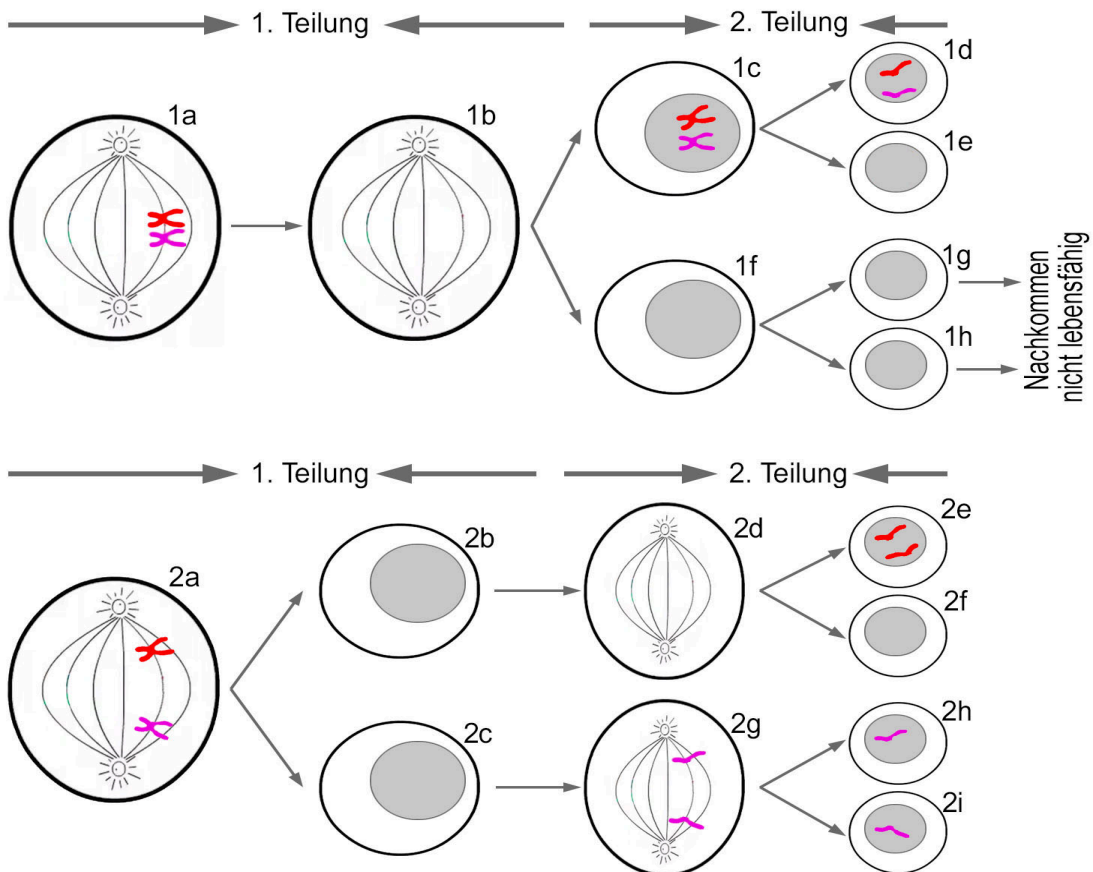 1. Teilung
2. Teilung
1a
1b
1c
1d
1e
1f
1g
1h
Nachkommen
nicht lebensfähig
1. Teilung
2. Teilung
2a
2b
2c
2d
2e
2f
2g
2h
2i